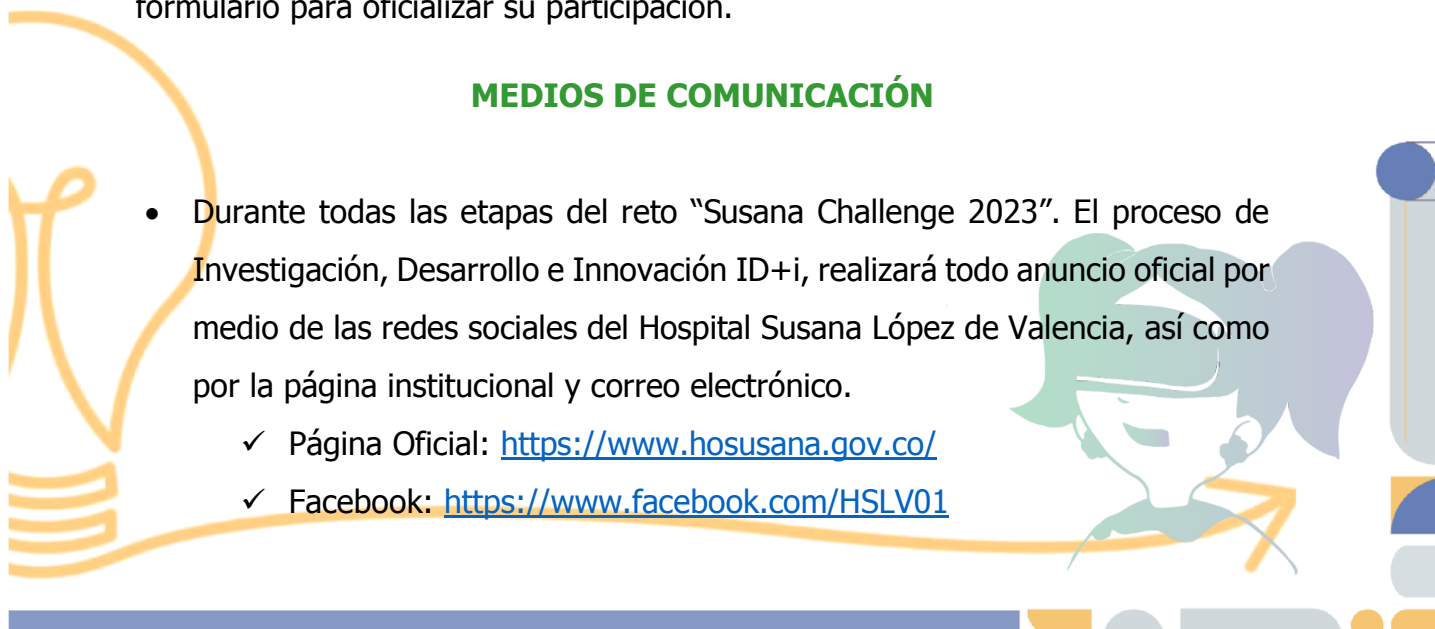 formulario para oficializar su participación.
MEDIOS DE COMUNICACIÓN
• Durante todas las etapas del reto “Susana Challenge 2023”. El proceso de
Investigación, Desarrollo e Innovación ID+i, realizará todo anuncio oficial por
medio de las redes sociales del Hospital Susana López de Valencia, así como
por la página institucional y correo electrónico.
✓ Página Oficial: https://www.hosusana.gov.co/
✓ Facebook: https://www.facebook.com/HSLV01